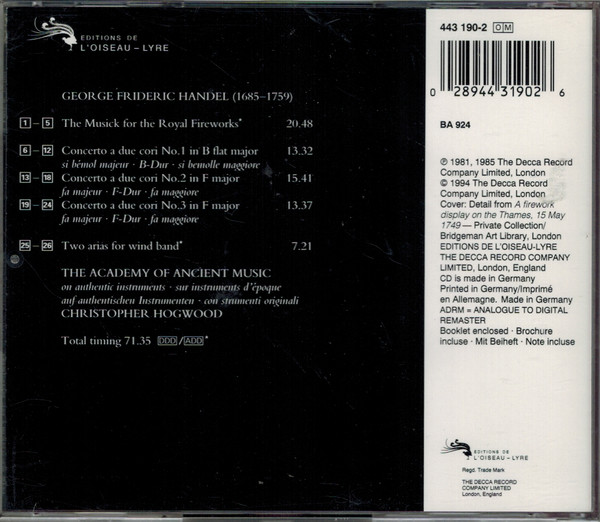 EDITIONS DE
L'OISEAU-LYRE
GEORGE FRIDERIC HANDEL (1685-1759)
1 - 5 The Musick for the Royal Fireworks* 20.48
6 - 12 Concerto a due cori No.1 in B flat major 13.32
si bémol majeur · B-Dur · si bemolle maggiore
13 - 18 Concerto a due cori No.2 in F major 15.41
fa majeur · F-Dur · fa maggiore
19 - 24 Concerto a due cori No.3 in F major 13.37
fa majeur · F-Dur · fa maggiore
25 - 26 Two arias for wind band* 7.21
THE ACADEMY OF ANCIENT MUSIC
on authentic instruments · sur instruments d'époque
auf authentischen Instrumenten · con strumenti originali
CHRISTOPHER HOGWOOD
Total timing 71.35 DDD/ADD*
443 190-2 OM
0 28944 31902 6
BA 924
℗ 1981, 1985 The Decca Record
Company Limited, London
© 1994 The Decca Record
Company Limited, London
Cover: Detail from A firework
display on the Thames, 15 May
1749 — Private Collection/
Bridgeman Art Library, London
EDITIONS DE L'OISEAU-LYRE
THE DECCA RECORD COMPANY
LIMITED, London, England
CD is made in Germany
Printed in Germany/Imprimé
en Allemagne. Made in Germany
ADRM = ANALOGUE TO DIGITAL
REMASTER
Booklet enclosed · Brochure
incluse · Mit Beiheft · Note incluse
EDITIONS DE
L'OISEAU-LYRE
Regd. Trade Mark
THE DECCA RECORD
COMPANY LIMITED
London, England